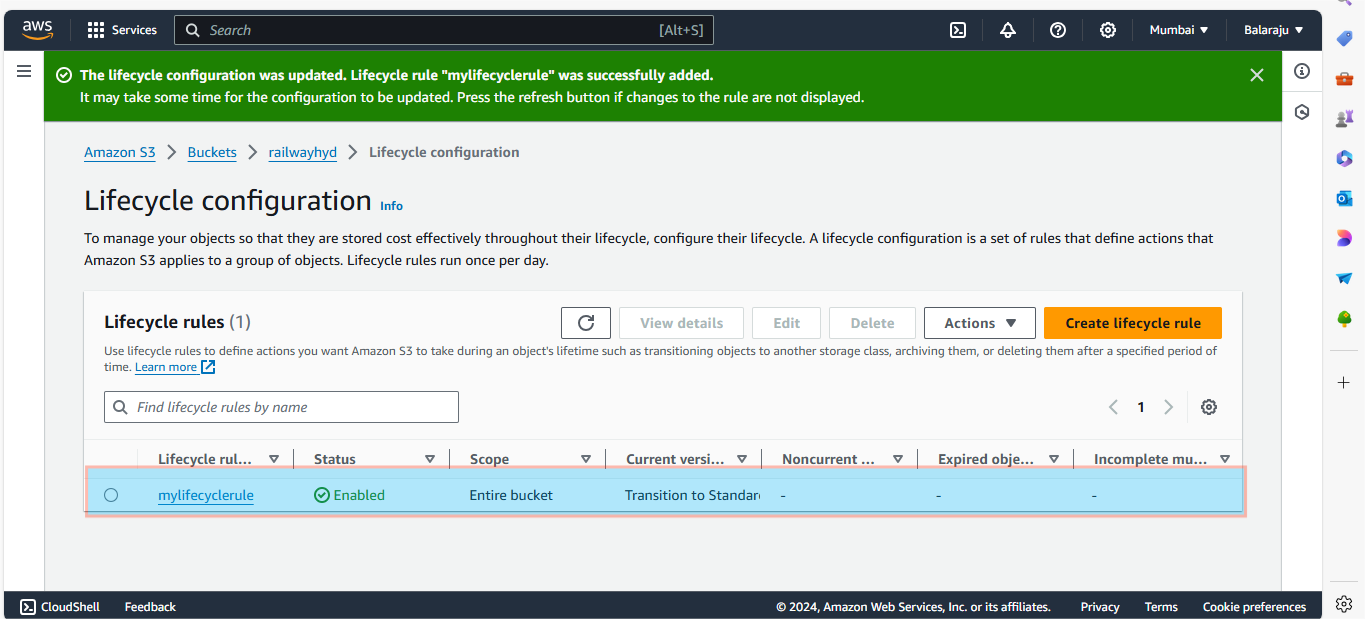 aws
Services
Search [Alt+S]
Mumbai
Balaraju
The lifecycle configuration was updated. Lifecycle rule "mylifecyclerule" was successfully added.
It may take some time for the configuration to be updated. Press the refresh button if changes to the rule are not displayed.
Amazon S3 > Buckets > railwayhyd > Lifecycle configuration
Lifecycle configuration Info
To manage your objects so that they are stored cost effectively throughout their lifecycle, configure their lifecycle. A lifecycle configuration is a set of rules that define actions that
Amazon S3 applies to a group of objects. Lifecycle rules run once per day.
Lifecycle rules (1)
View details
Edit
Delete
Actions
Create lifecycle rule
Use lifecycle rules to define actions you want Amazon S3 to take during an object's lifetime such as transitioning objects to another storage class, archiving them, or deleting them after a specified period of
time. Learn more
Find lifecycle rules by name
1
Lifecycle rul... Status Scope Current versi... Noncurrent ... Expired obje... Incomplete mu...
mylifecyclerule Enabled Entire bucket Transition to Standar - - -
CloudShell Feedback © 2024, Amazon Web Services, Inc. or its affiliates. Privacy Terms Cookie preferences